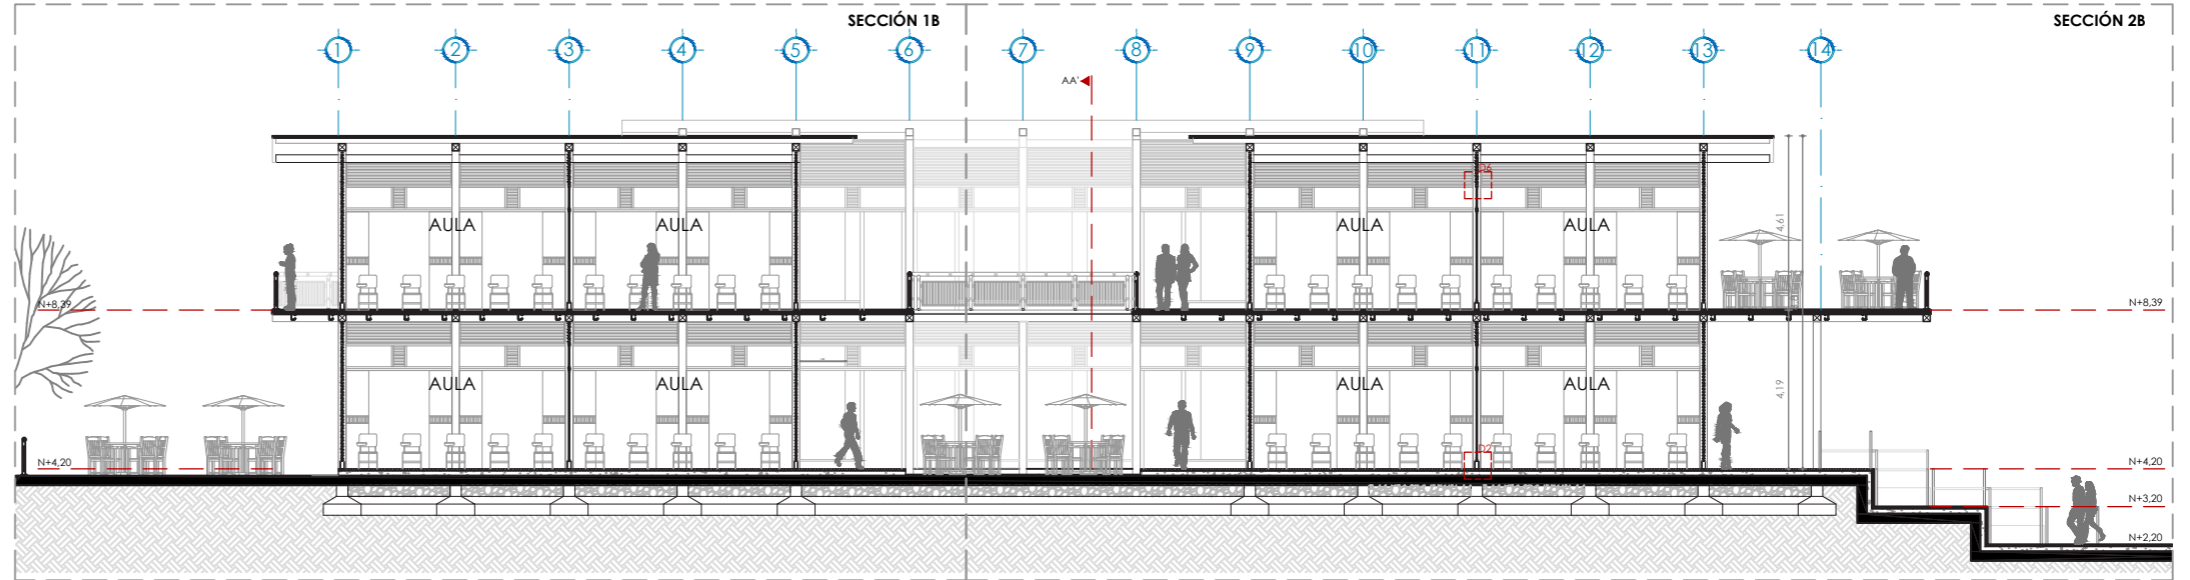 SECCIÓN 1B
SECCIÓN 2B
1 2 3 4 5 6 7 8 9 10 11 12 13 14
AA'
D6
4,61
AULA AULA AULA AULA
N+8,39 N+8,39
AULA AULA AULA AULA
4,19
D2
N+4,20 N+4,20
N+3,20
N+2,20